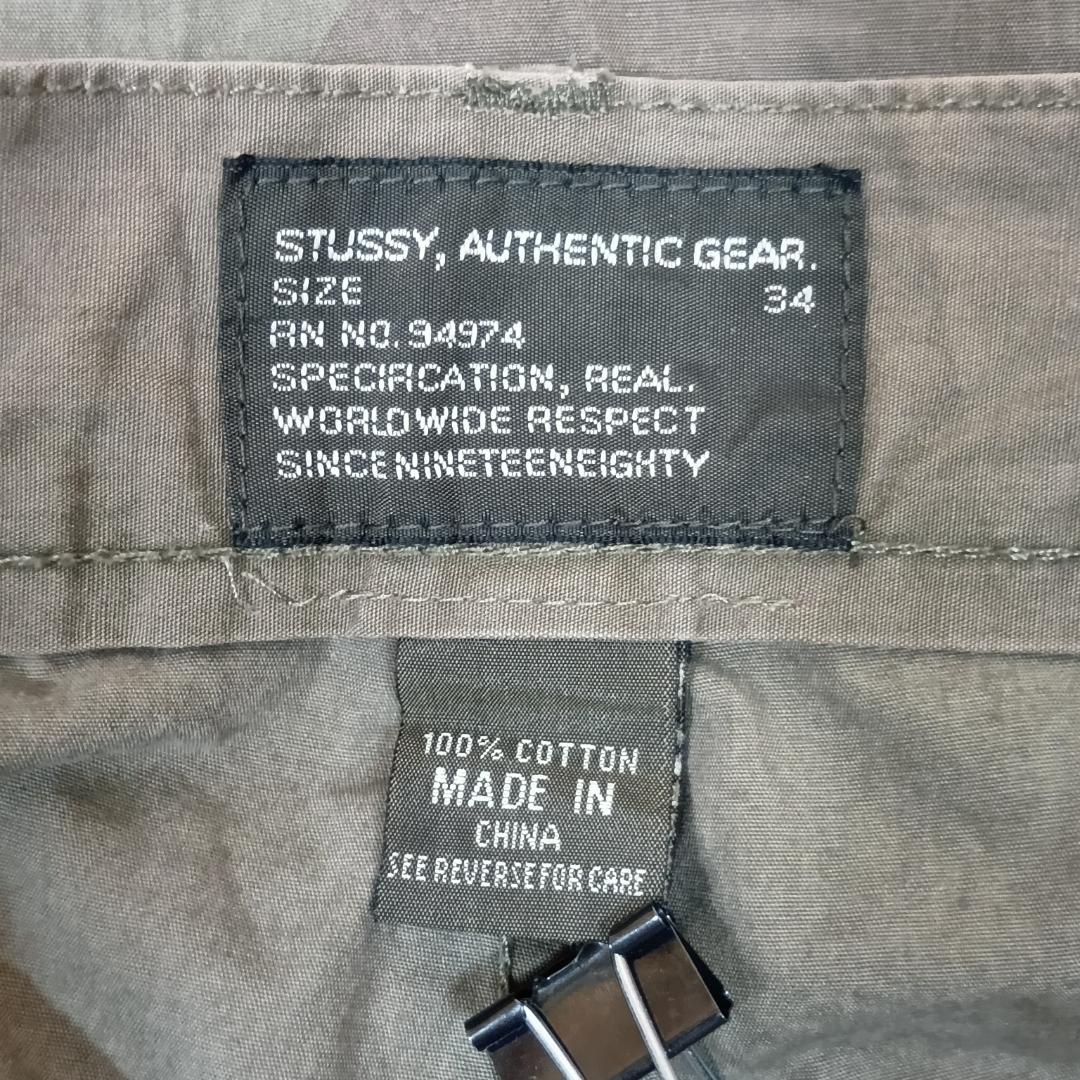 STUSSY, AUTHENTIC GEAR.
SIZE 34
RN NO. 94974
SPECIFICATION, REAL.
WORLDWIDE RESPECT
SINCENINETEENEIGHTY
100% COTTON
MADE IN
CHINA
SEE REVERSE FOR CARE